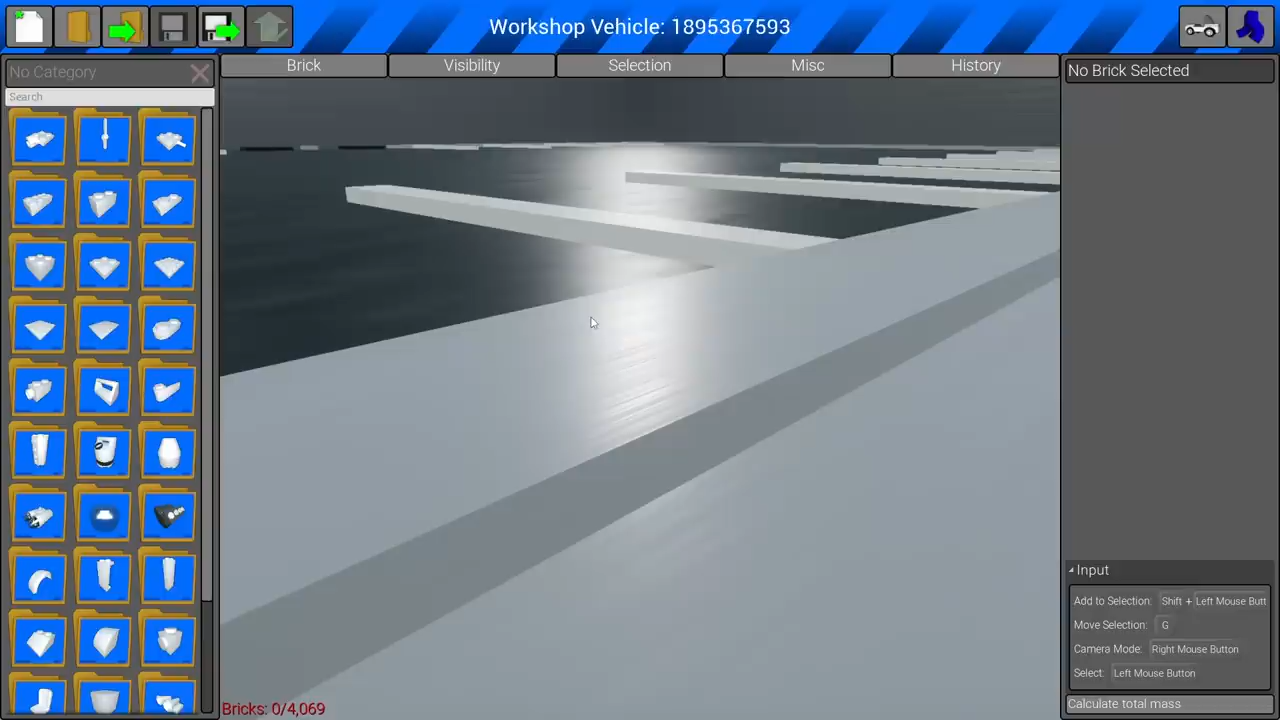 Workshop Vehicle: 1895367593
No Category
Search
Brick
Visibility
Selection
Misc
History
No Brick Selected
Input
Add to Selection: Shift + Left Mouse Butt
Move Selection: G
Camera Mode: Right Mouse Button
Select: Left Mouse Button
Calculate total mass
Bricks: 0/4,069